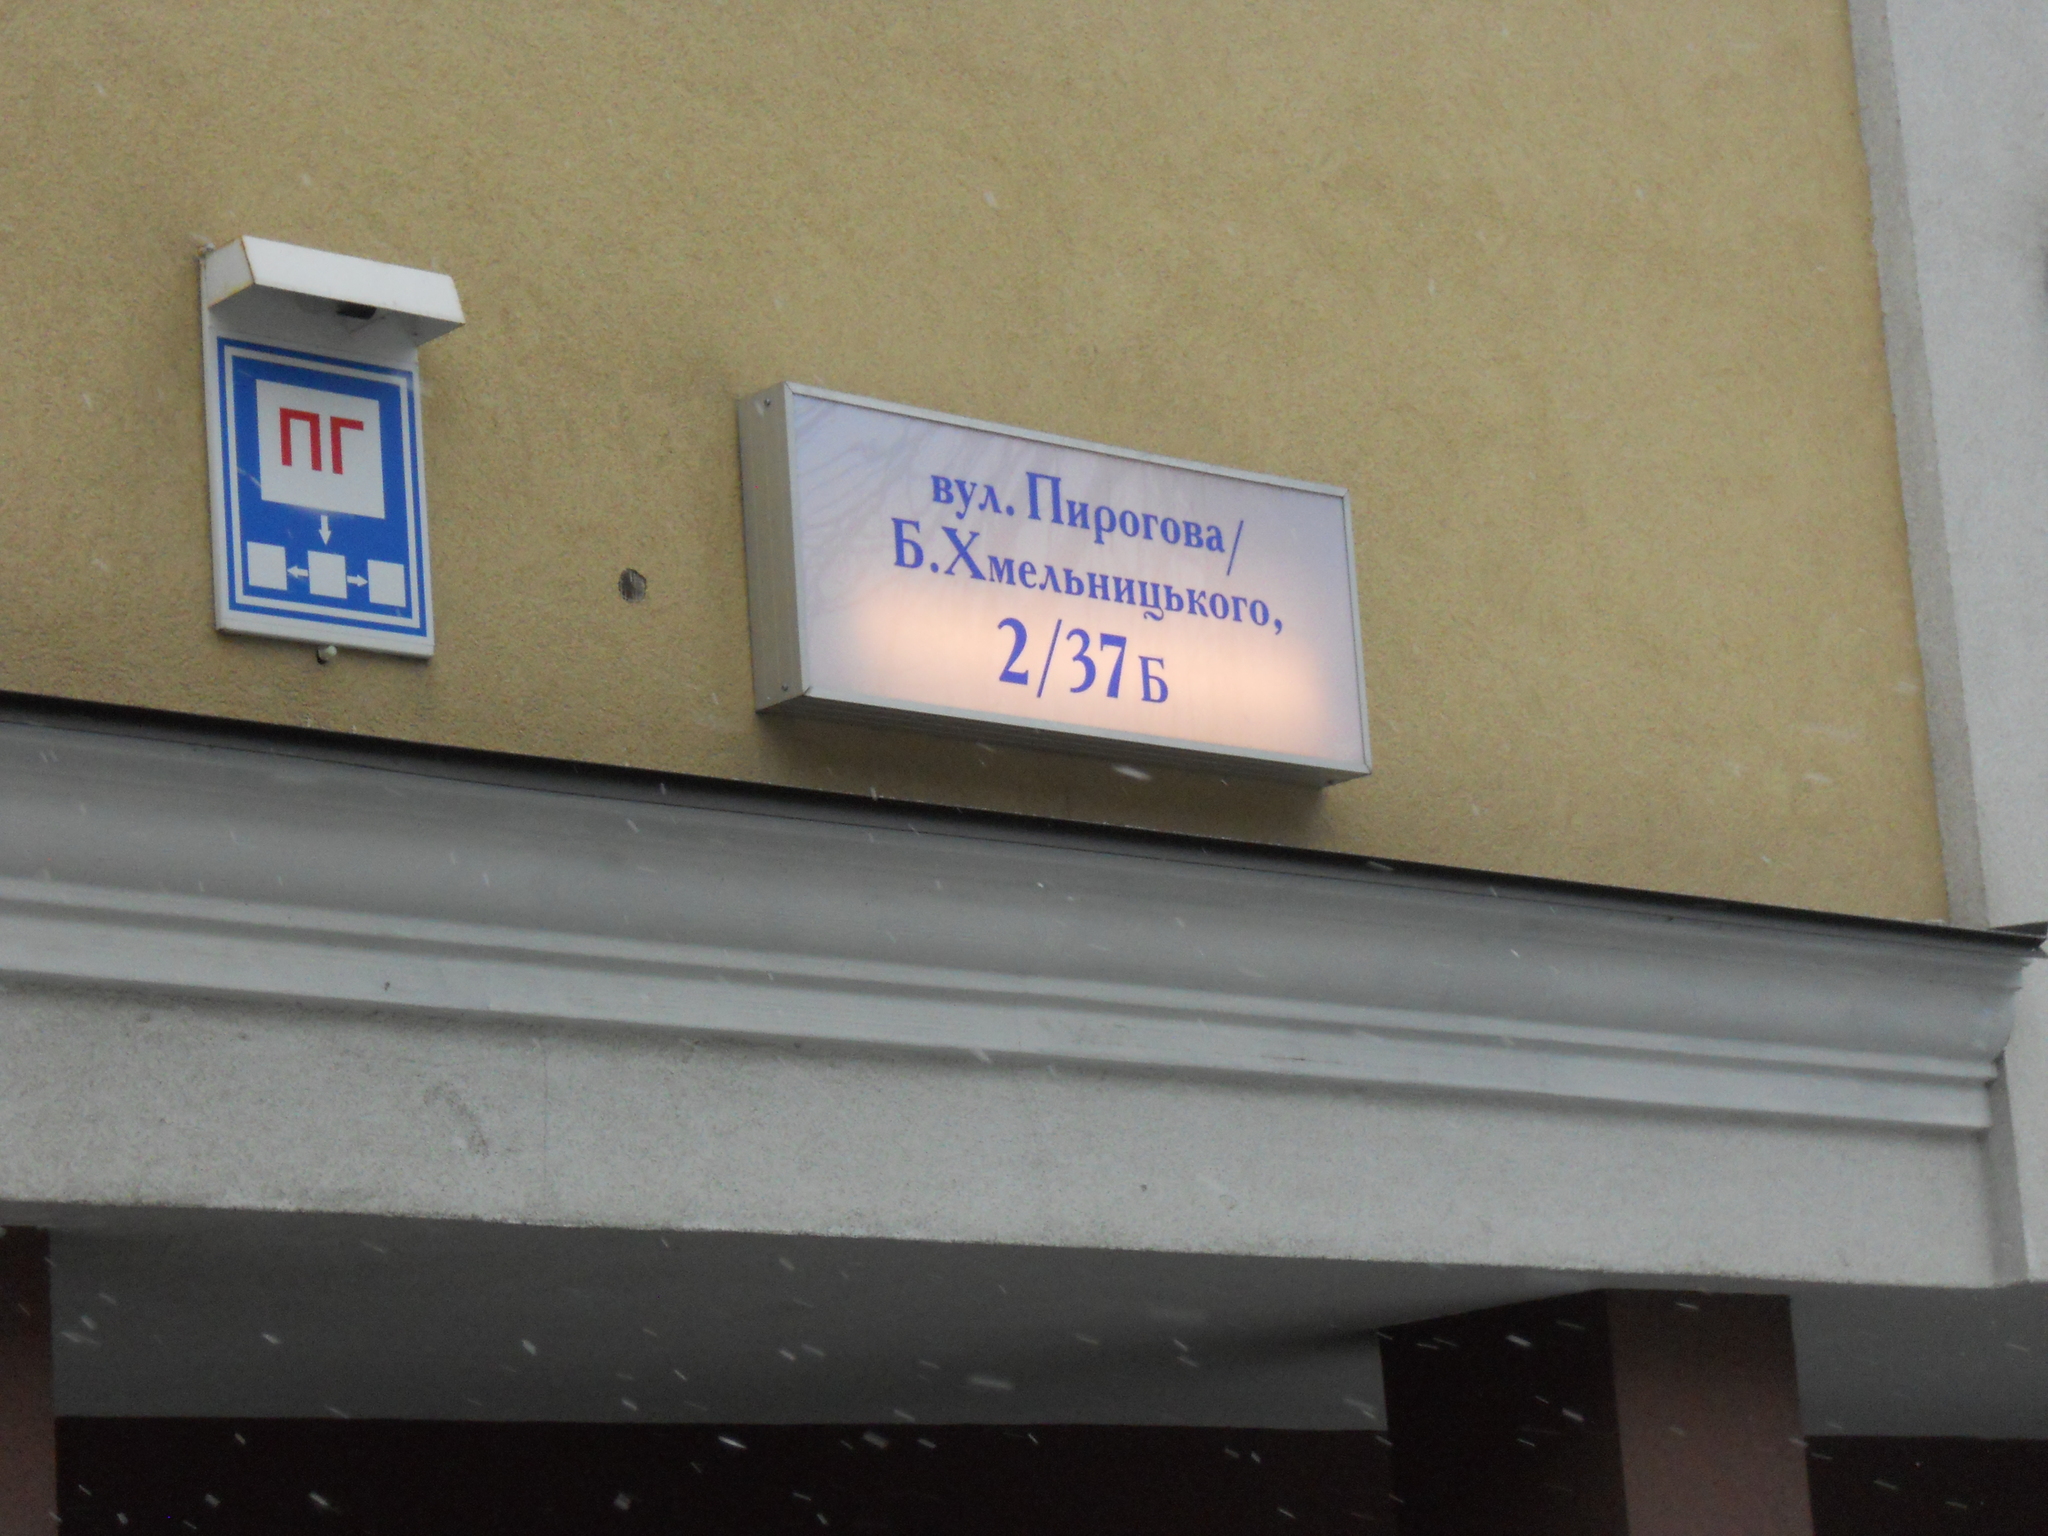 ПГ
вул. Пирогова/
Б.Хмельницького,
2/37Б